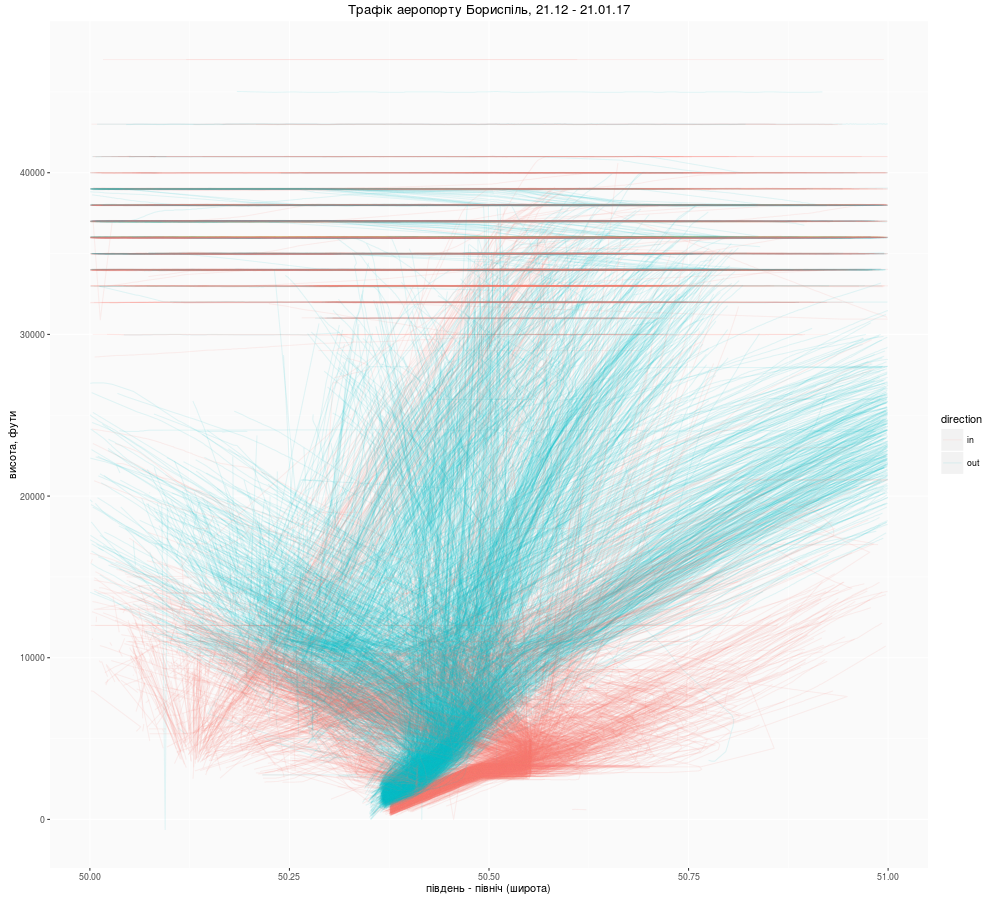 Трафік аеропорту Бориспіль, 21.12 - 21.01.17
висота, фути
40000
30000
20000
10000
0
50.00
50.25
50.50
50.75
51.00
південь - північ (широта)
direction
in
out